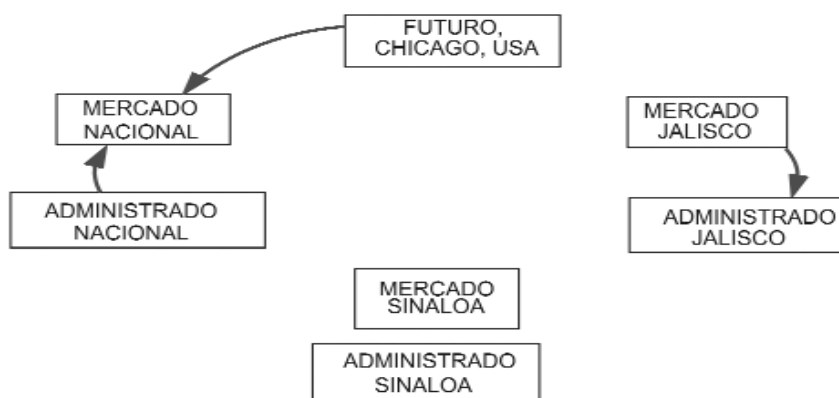 FUTURO,
CHICAGO, USA
MERCADO
NACIONAL
MERCADO
JALISCO
ADMINISTRADO
NACIONAL
ADMINISTRADO
JALISCO
MERCADO
SINALOA
ADMINISTRADO
SINALOA